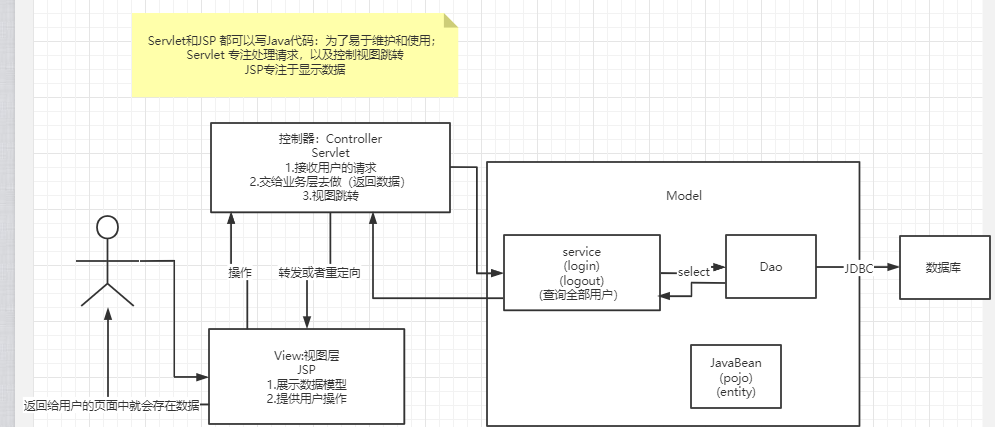 Servlet和JSP 都可以写Java代码：为了易于维护和使用；
Servlet 专注处理请求，以及控制视图跳转
JSP专注于显示数据
控制器：Controller
Servlet
1.接收用户的请求
2.交给业务层去做（返回数据）
3.视图跳转
Model
service
(login)
(logout)
(查询全部用户）
select
Dao
JDBC
数据库
操作
转发或者重定向
View:视图层
JSP
1.展示数据模型
2.提供用户操作
JavaBean
(pojo)
(entity)
返回给用户的页面中就会存在数据